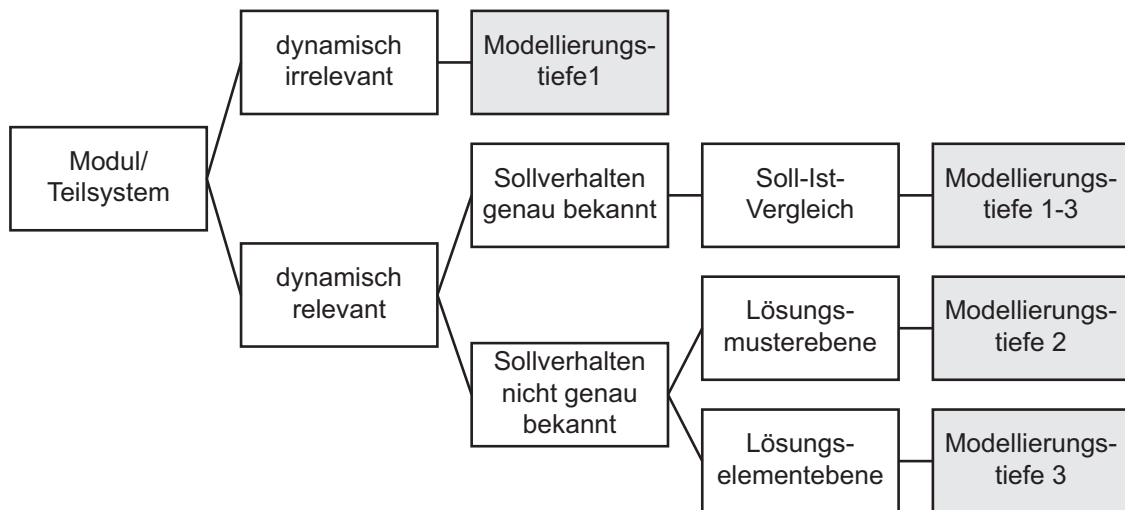 dynamisch
irrelevant
Modellierungs-
tiefe1
Modul/
Teilsystem
Sollverhalten
genau bekannt
Soll-Ist-
Vergleich
Modellierungs-
tiefe 1-3
dynamisch
relevant
Lösungs-
musterebene
Modellierungs-
tiefe 2
Sollverhalten
nicht genau
bekannt
Lösungs-
elementebene
Modellierungs-
tiefe 3